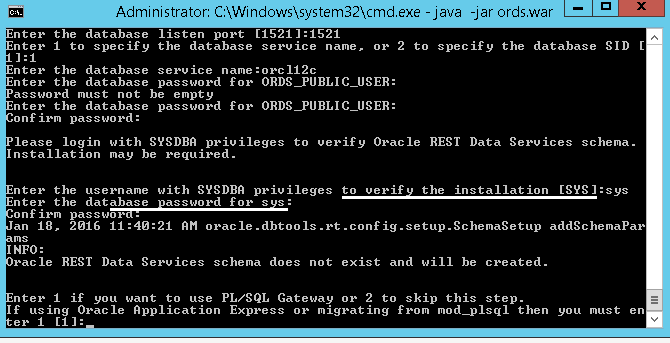 Administrator: C:\Windows\system32\cmd.exe - java -jar ords.war
Enter the database listen port [1521]:1521
Enter 1 to specify the database service name, or 2 to specify the database SID [
1]:1
Enter the database service name:orcl12c
Enter the database password for ORDS_PUBLIC_USER:
Password must not be empty
Enter the database password for ORDS_PUBLIC_USER:
Confirm password:
Please login with SYSDBA privileges to verify Oracle REST Data Services schema.
Installation may be required.
Enter the username with SYSDBA privileges to verify the installation [SYS]:sys
Enter the database password for sys:
Confirm password:
Jan 18, 2016 11:40:21 AM oracle.dbtools.rt.config.setup.SchemaSetup addSchemaPar
ams
INFO:
Oracle REST Data Services schema does not exist and will be created.
Enter 1 if you want to use PL/SQL Gateway or 2 to skip this step.
If using Oracle Application Express or migrating from mod_plsql then you must en
ter 1 [1]:_